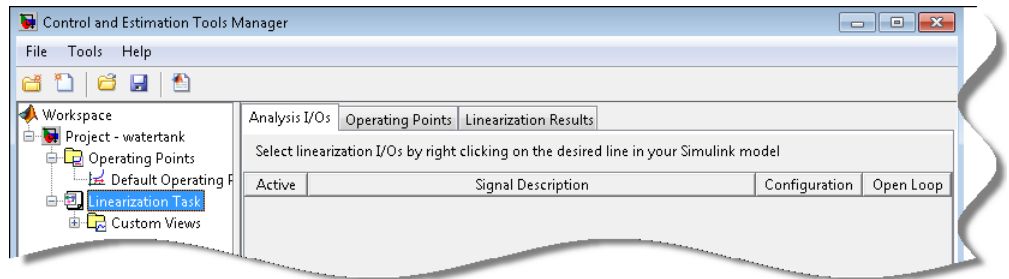 Control and Estimation Tools Manager
File Tools Help
Workspace
Project - watertank
Operating Points
Default Operating P
Linearization Task
Custom Views
Analysis I/Os Operating Points Linearization Results
Select linearization I/Os by right clicking on the desired line in your Simulink model
Active Signal Description Configuration Open Loop